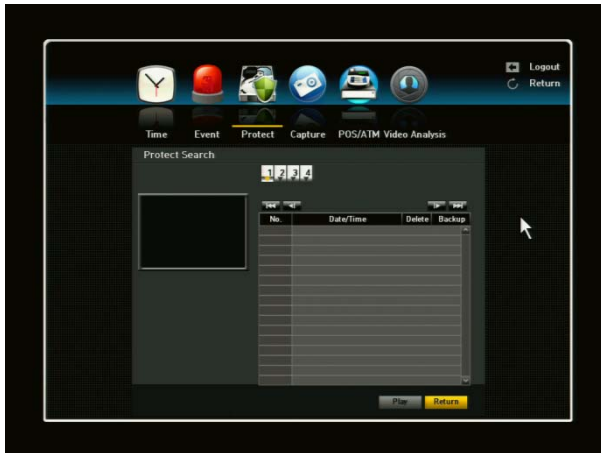 Logout
Return
Time Event Protect Capture POS/ATM Video Analysis
Protect Search
1 2 3 4
No. Date/Time Delete Backup
Play Return